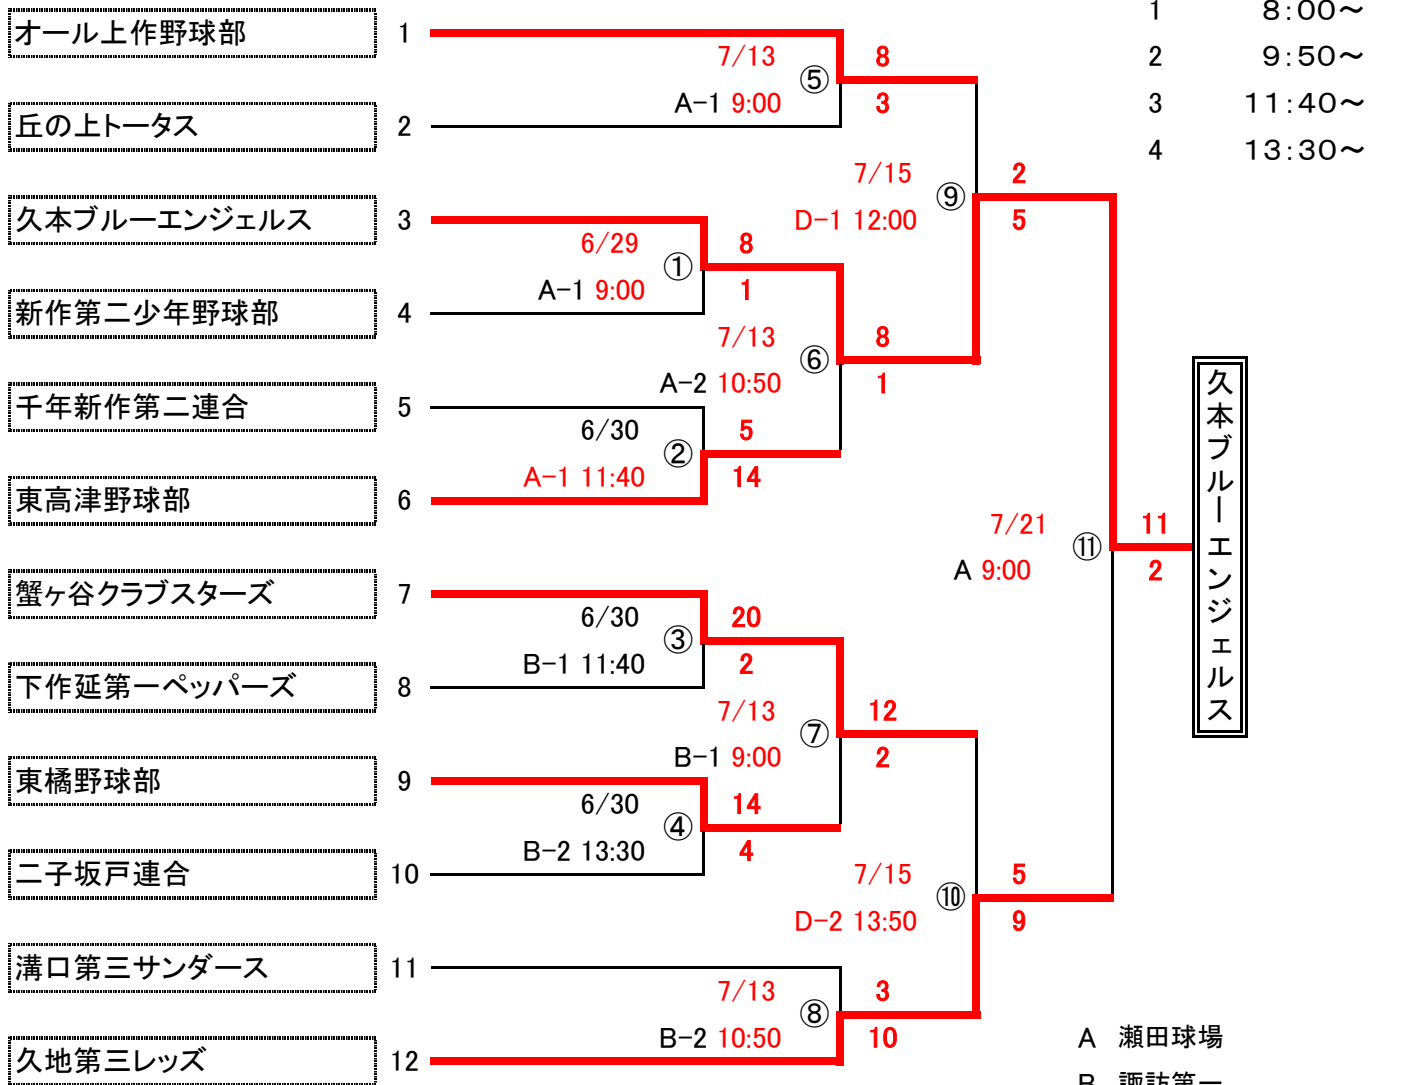 オール上作野球部 1
丘の上トータス 2
久本ブルーエンジェルス 3
新作第二少年野球部 4
千年新作第二連合 5
東高津野球部 6
蟹ヶ谷クラブスターズ 7
下作延第一ペッパーズ 8
東橘野球部 9
二子坂戸連合 10
溝口第三サンダース 11
久地第三レッズ 12
6/29 ① 8
A-1 9:00 1
6/30 ② 5
A-1 11:40 14
6/30 ③ 20
B-1 11:40 2
6/30 ④ 14
B-2 13:30 4
7/13 ⑤ 8
A-1 9:00 3
7/13 ⑥ 8
A-2 10:50 1
7/13 ⑦ 12
B-1 9:00 2
7/13 ⑧ 3
B-2 10:50 10
7/15 ⑨ 2
D-1 12:00 5
7/15 ⑩ 5
D-2 13:50 9
7/21 ⑪ 11
A 9:00 2
久本ブルーエンジェルス
1 8:00～
2 9:50～
3 11:40～
4 13:30～
A 瀬田球場
B 諏訪第一